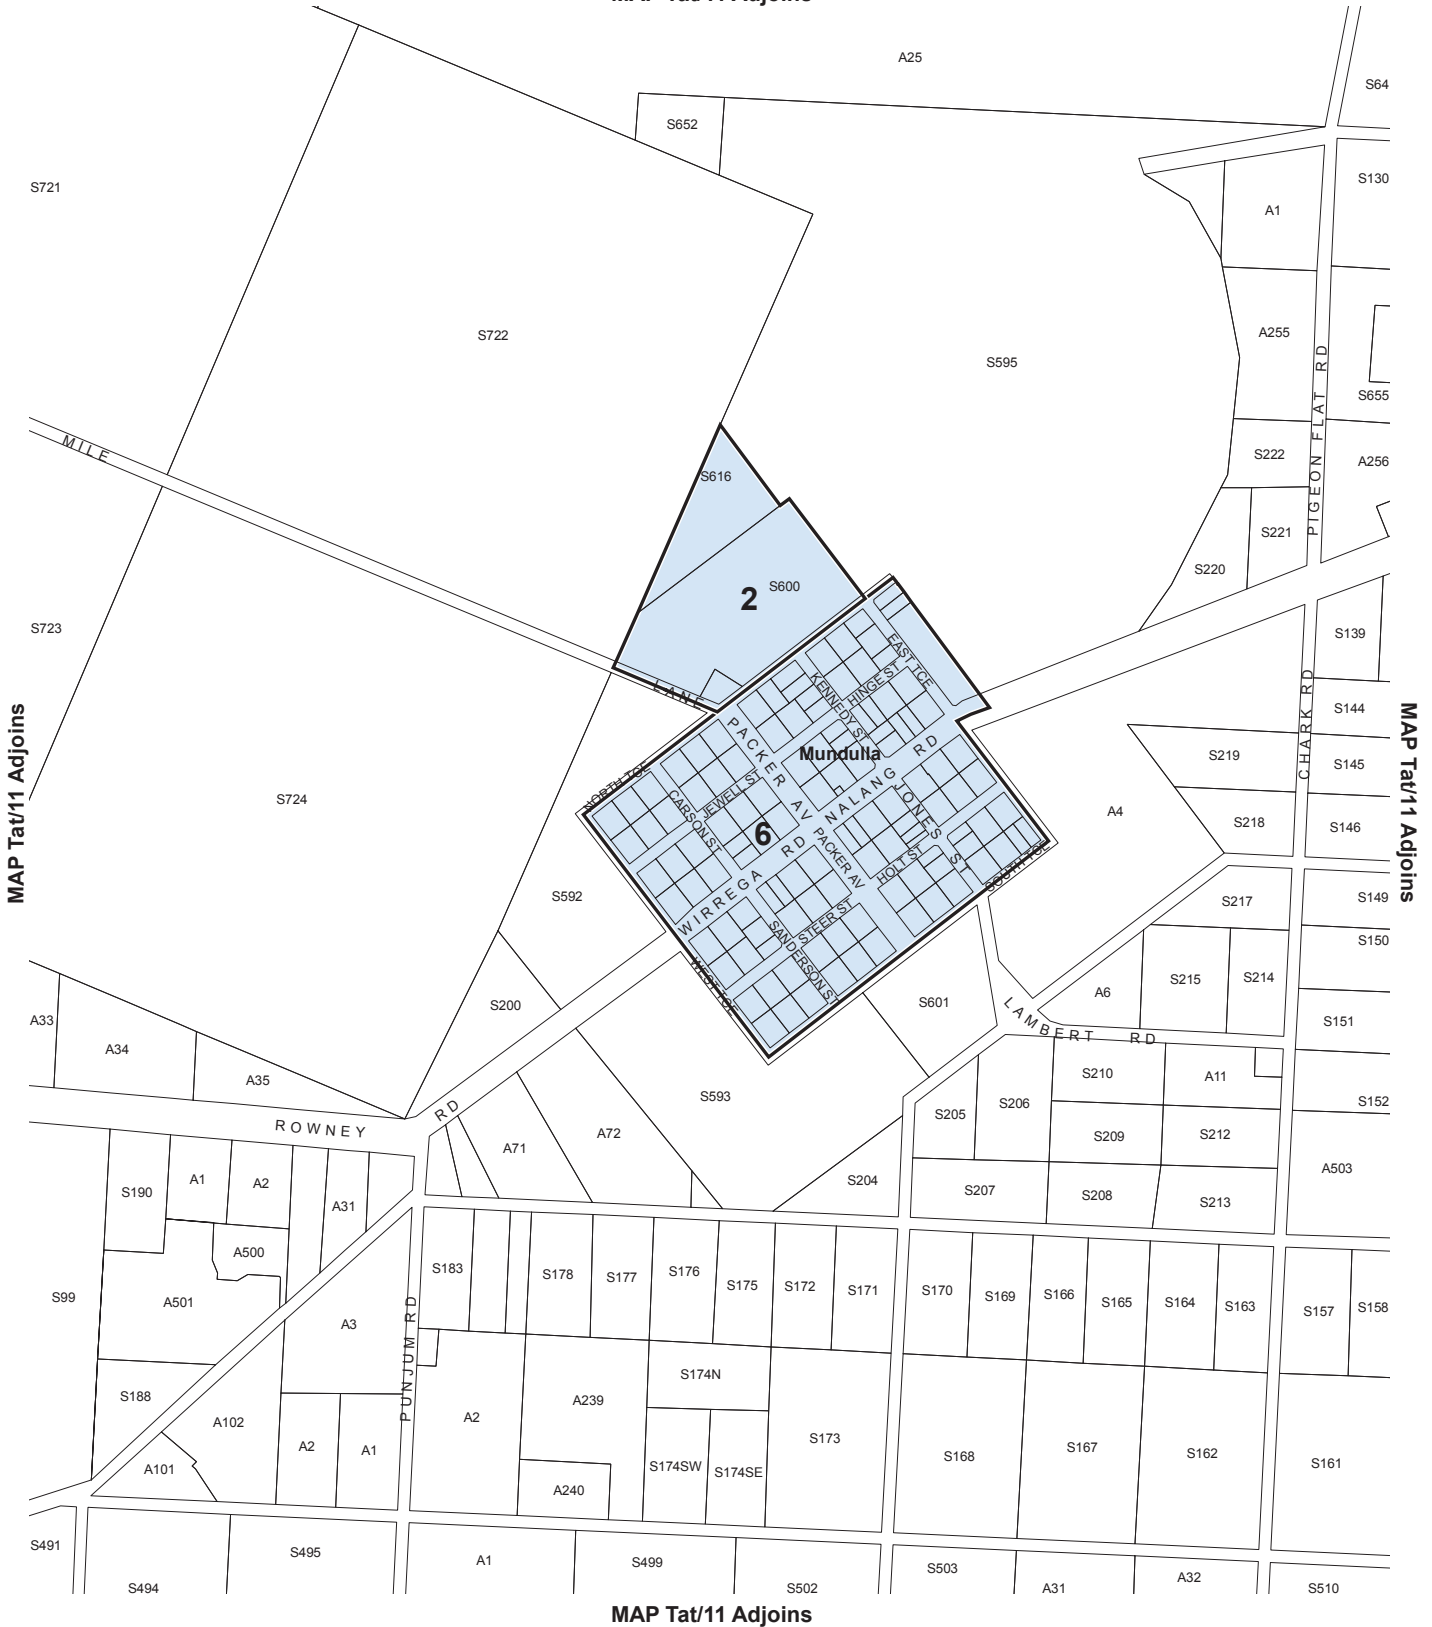 MAP Tat/11 Adjoins
A25
S64
S652
S721
S130
A1
S722
A255
S595
PIGEON FLAT RD
S655
MILE
S222
A256
S616
S221
S220
2
S600
S723
S139
EAST TCE
HINGE ST
KENNEDY ST
LANE
CHARK RD
S144
MAP Tat/11 Adjoins
MAP Tat/11 Adjoins
PACKER AV
Mundulla
NALANG RD
S219
S145
NORTH TCE
JEWELL ST
CARSON ST
JONES ST
S724
A4
S218
S146
6
WIRREGA RD
PACKER AV
HOLT ST
SOUTH TCE
S592
S217
S149
STEER ST
SANDERSON ST
S150
WEST TCE
S200
S601
A6
S215
S214
A33
A34
LAMBERT RD
S151
A35
S210
A11
S593
S152
RD
S205
S206
ROWNEY
A72
S209
S212
A71
A503
S190
A1
A2
A31
S204
S207
S208
S213
A500
S183
S178
S177
S176
S175
S172
S171
S170
S169
S166
S165
S164
S163
S157
S158
S99
A501
A3
PUNJUM RD
S174N
S188
A102
A2
A239
A2
A1
S173
S168
S167
S162
S161
A101
S174SW
S174SE
A240
S491
S495
A1
S499
S503
A32
S494
S502
A31
S510
MAP Tat/11 Adjoins